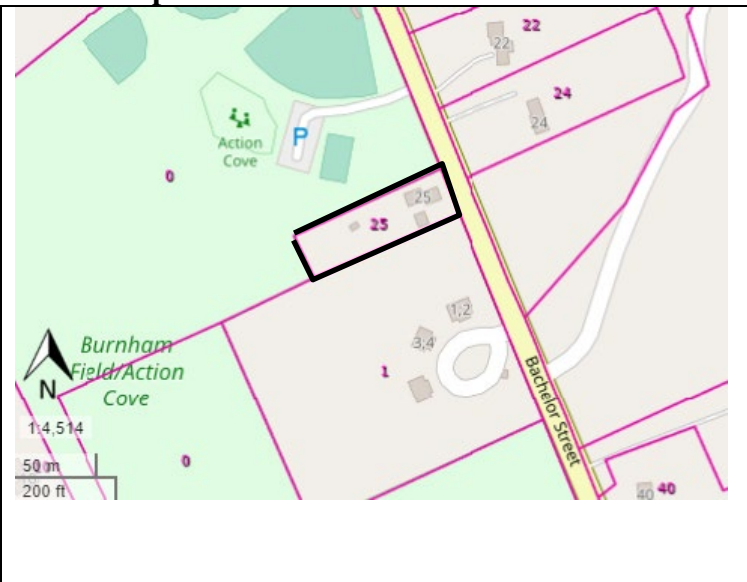 22
22
24
24
P
Action
Cove
0
25
25
1;2
3;4
1
Burnham
Field/Action
Cove
N
Bachelor Street
1:4,514
0
50 m
200 ft
40
40